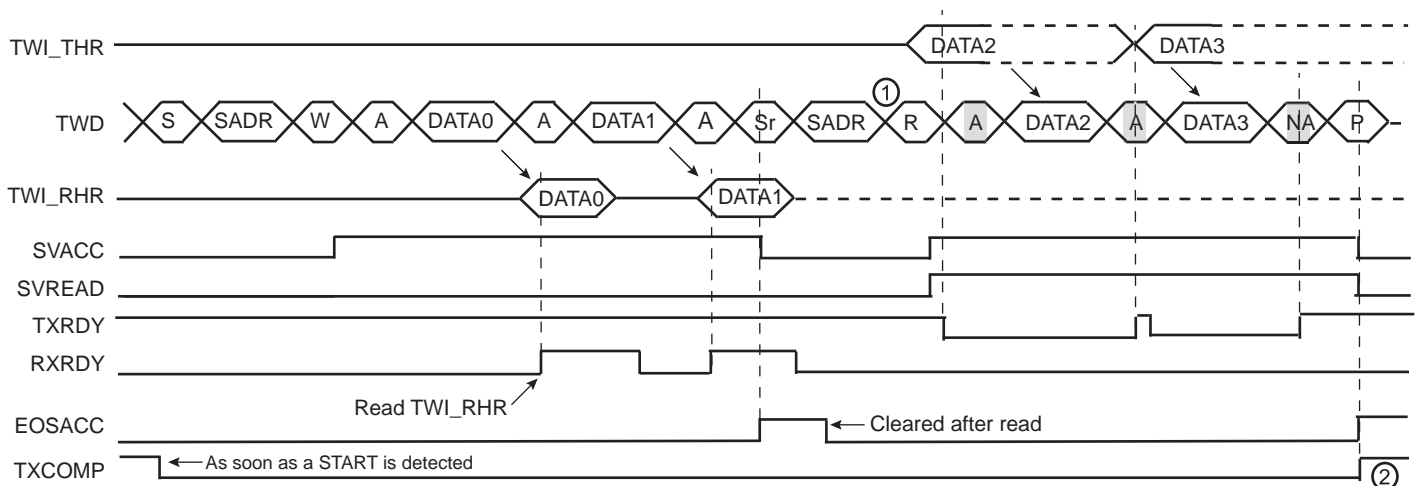 TWI_THR DATA2 DATA3
①
TWD S SADR W A DATA0 A DATA1 A Sr SADR R A DATA2 A DATA3 NA P
TWI_RHR DATA0 DATA1
SVACC
SVREAD
TXRDY
RXRDY
Read TWI_RHR
EOSACC Cleared after read
TXCOMP As soon as a START is detected ②